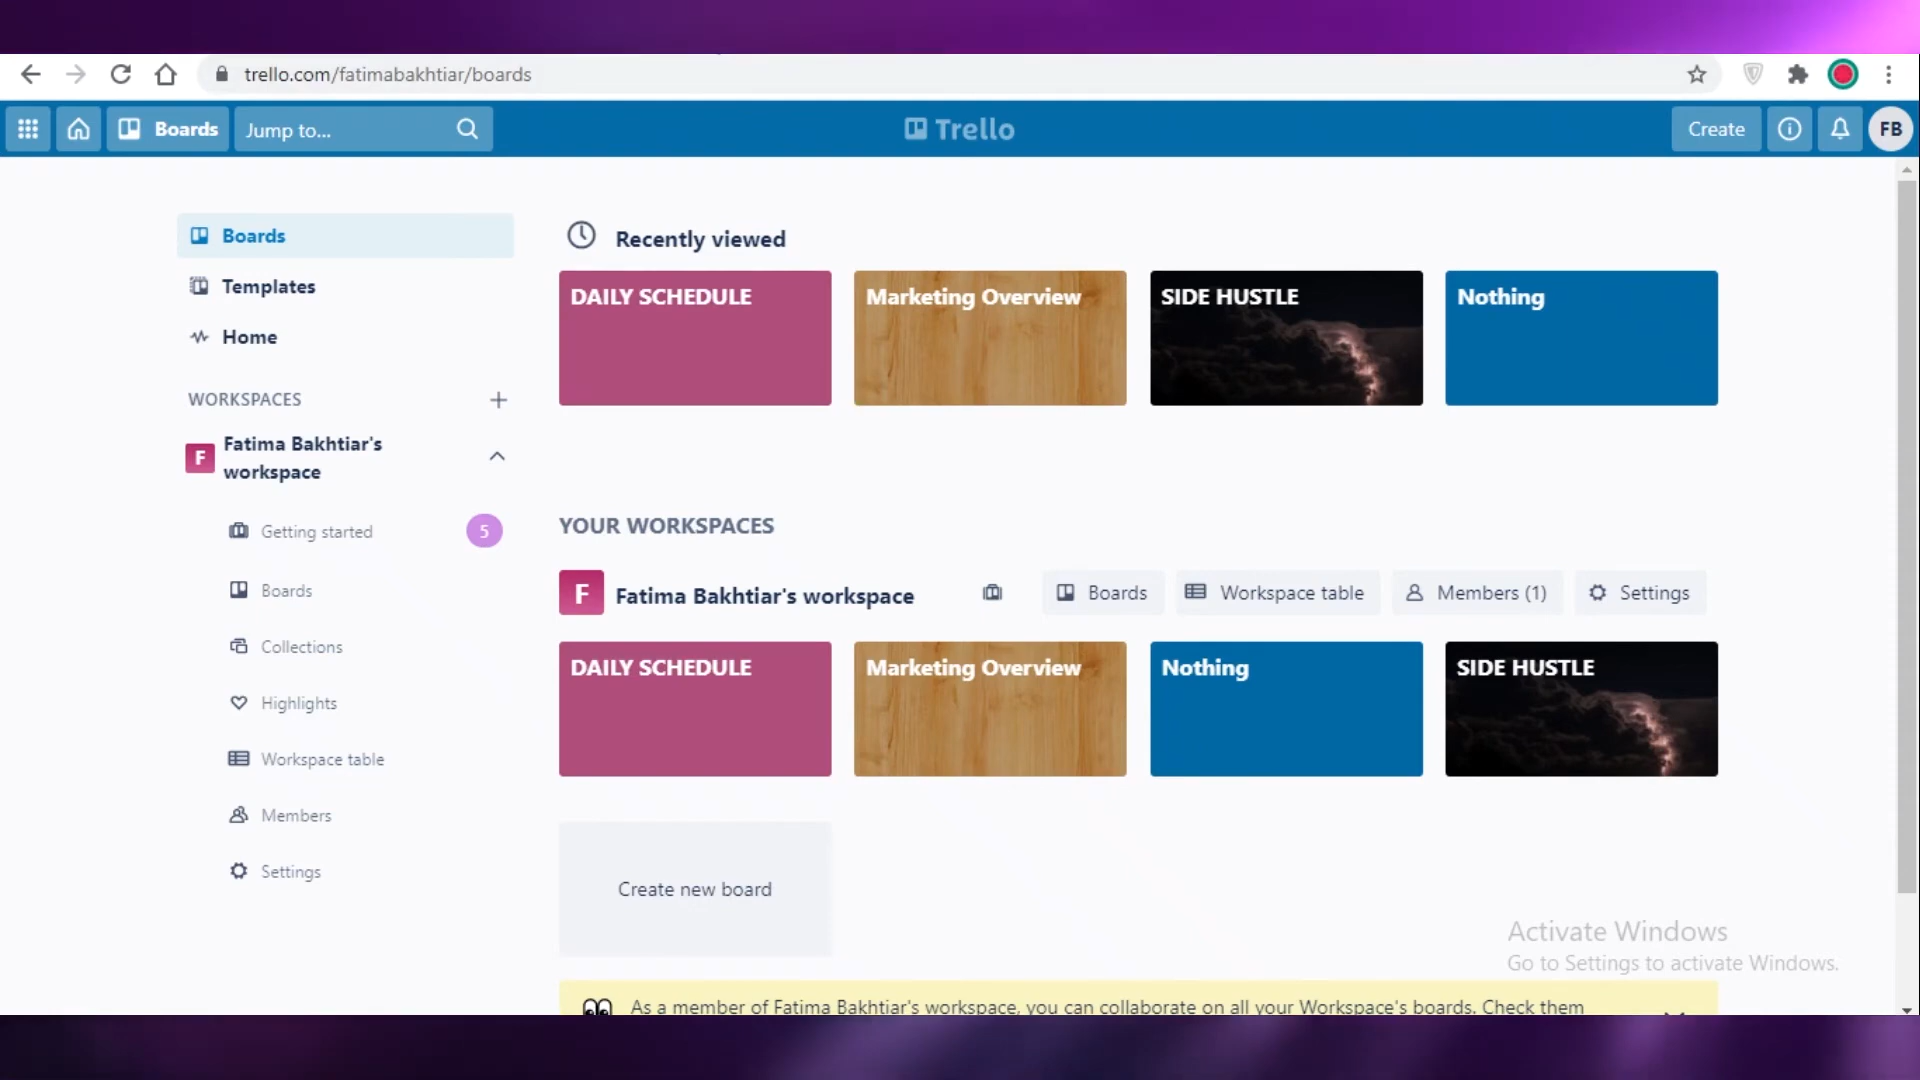 trello.com/fatimabakhtiar/boards
Boards
Jump to...
Trello
Create
FB
Boards
Templates
Home
WORKSPACES
F
Fatima Bakhtiar's
workspace
Getting started
5
Boards
Collections
Highlights
Workspace table
Members
Settings
Recently viewed
DAILY SCHEDULE
Marketing Overview
SIDE HUSTLE
Nothing
YOUR WORKSPACES
F
Fatima Bakhtiar's workspace
Boards
Workspace table
Members (1)
Settings
DAILY SCHEDULE
Marketing Overview
Nothing
SIDE HUSTLE
Create new board
Activate Windows
Go to Settings to activate Windows.
As a member of Fatima Bakhtiar's workspace, you can collaborate on all your Workspace's boards. Check them